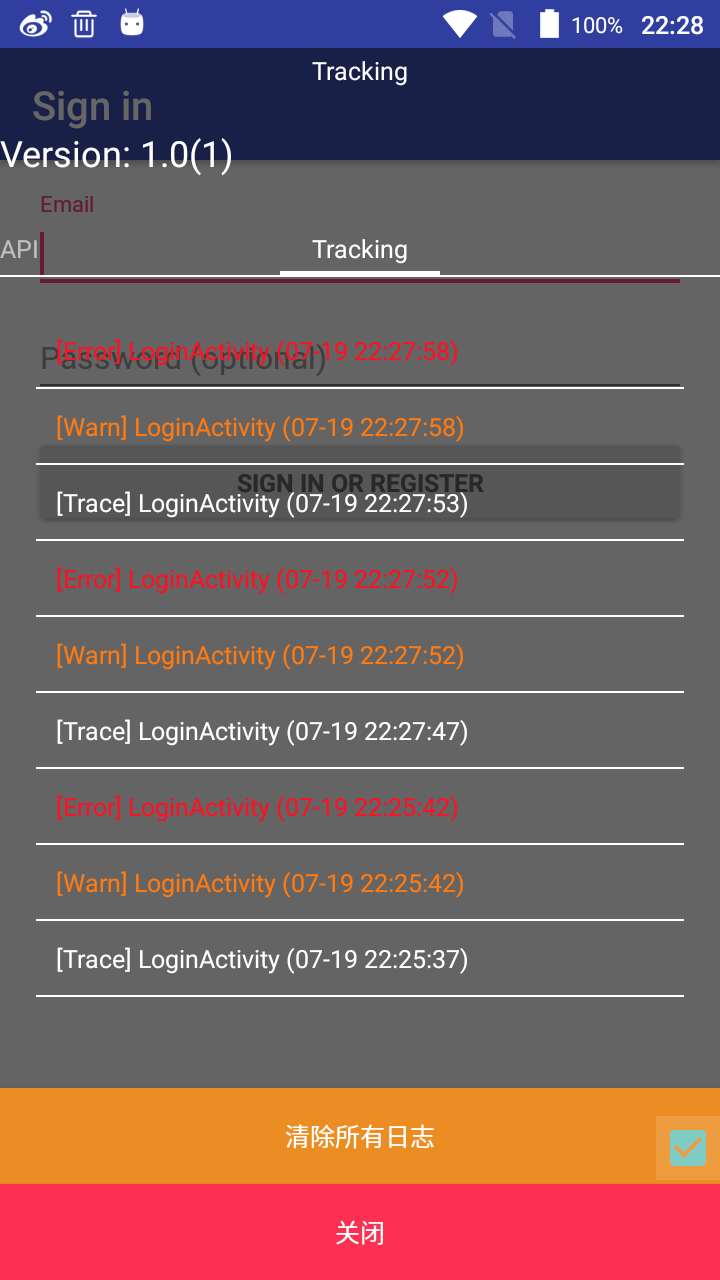 100% 22:28
Tracking
Sign in
Version: 1.0(1)
Email
API Tracking
[Error] LoginActivity (07-19 22:27:58)
Password (optional)
[Warn] LoginActivity (07-19 22:27:58)
SIGN IN OR REGISTER
[Trace] LoginActivity (07-19 22:27:53)
[Error] LoginActivity (07-19 22:27:52)
[Warn] LoginActivity (07-19 22:27:52)
[Trace] LoginActivity (07-19 22:27:47)
[Error] LoginActivity (07-19 22:25:42)
[Warn] LoginActivity (07-19 22:25:42)
[Trace] LoginActivity (07-19 22:25:37)
清除所有日志
关闭